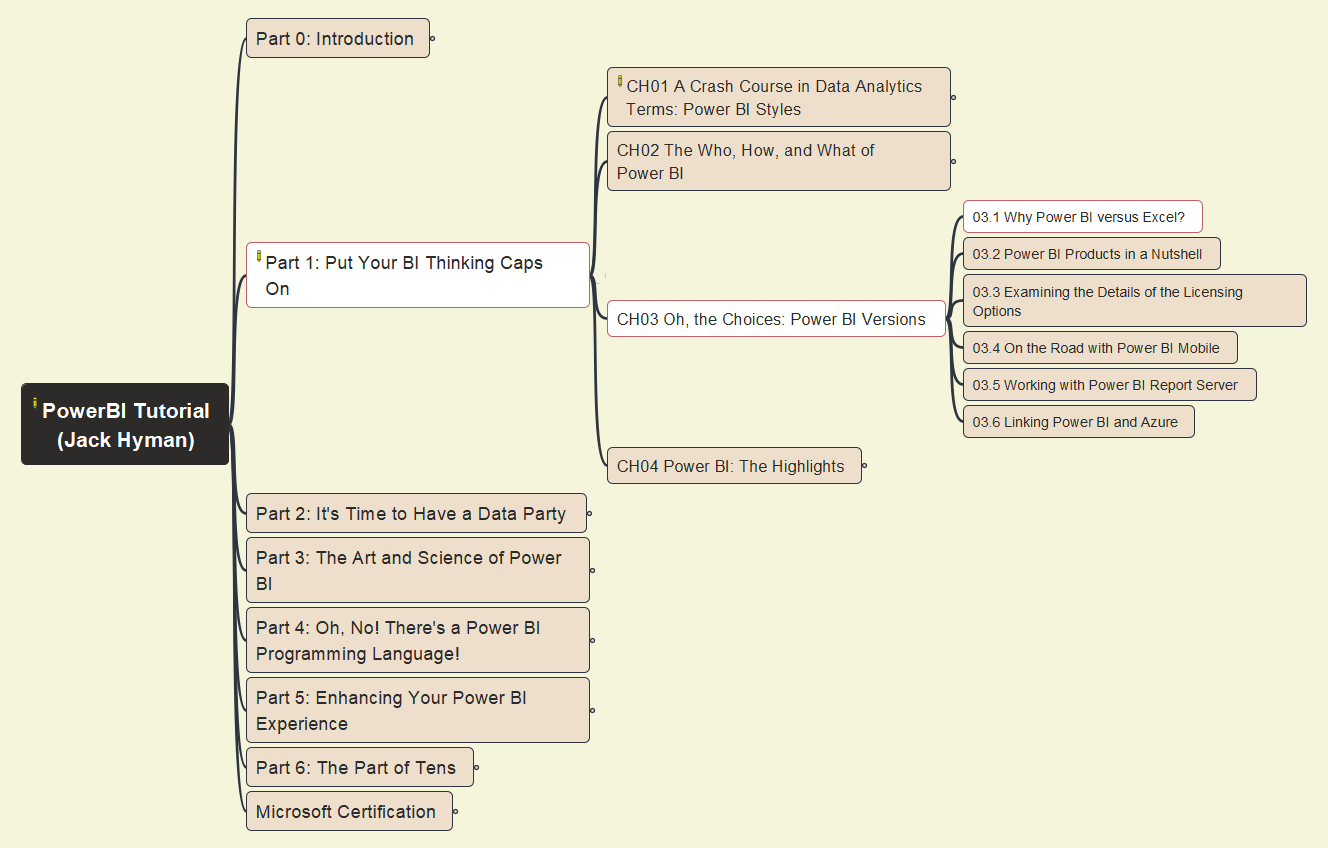 PowerBI Tutorial
(Jack Hyman)
Part 0: Introduction
Part 1: Put Your BI Thinking Caps
On
CH01 A Crash Course in Data Analytics
Terms: Power BI Styles
CH02 The Who, How, and What of
Power BI
CH03 Oh, the Choices: Power BI Versions
03.1 Why Power BI versus Excel?
03.2 Power BI Products in a Nutshell
03.3 Examining the Details of the Licensing
Options
03.4 On the Road with Power BI Mobile
03.5 Working with Power BI Report Server
03.6 Linking Power BI and Azure
CH04 Power BI: The Highlights
Part 2: It's Time to Have a Data Party
Part 3: The Art and Science of Power
BI
Part 4: Oh, No! There's a Power BI
Programming Language!
Part 5: Enhancing Your Power BI
Experience
Part 6: The Part of Tens
Microsoft Certification